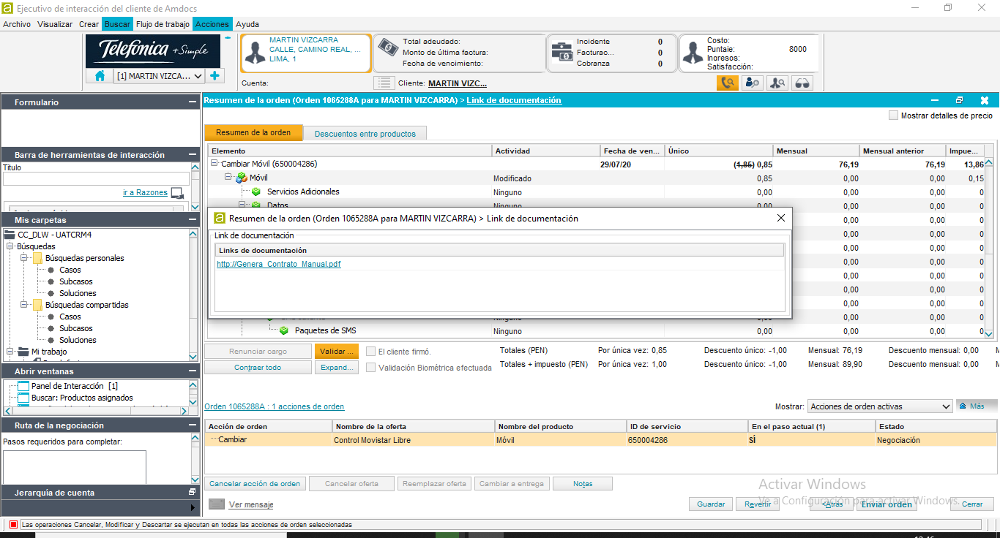 Ejecutivo de interacción del cliente de Amdocs
Archivo Visualizar Crear Buscar Flujo de trabajo Acciones Ayuda
Telefónica +Simple
[1] MARTIN VIZCA...
MARTIN VIZCARRA
CALLE, CAMINO REAL, ...
LIMA, 1
Total adeudado:
Monto de última factura:
Fecha de vencimiento:
Incidente 0
Facturac... 0
Cobranza 0
Costo:
Puntaie: 8000
Inoresos:
Satisfacción:
Cuenta:
Cliente: MARTIN VIZC...
Formulario
Barra de herramientas de interacción
Título
ir a Razones
Mis carpetas
CC_DLW - UATCRM4
Búsquedas
Búsquedas personales
Casos
Subcasos
Soluciones
Búsquedas compartidas
Casos
Subcasos
Soluciones
Mi trabajo
Abrir ventanas
Panel de Interacción [1]
Buscar: Productos asignados
Ruta de la negociación
Pasos requeridos para completar:
Jerarquía de cuenta
Resumen de la orden (Orden 1065288A para MARTIN VIZCARRA) > Link de documentación
Mostrar detalles de precio
Resumen de la orden Descuentos entre productos
Elemento Actividad Fecha de ven... Único Mensual Mensual anterior Impue...
Cambiar Móvil (650004286) 29/07/20 (1,85) 0,85 76,19 76,19 13,86
Móvil Modificado 0,85 0,00 0,00 0,15
Servicios Adicionales Ninguno 0,00 0,00 0,00 0
Datos Ninguno 0,00 0,00 0,00 0
0,00 0,00 0
0,00 0,00 0
0,00 0,00 0
0,00 0,00 0
0,00 0,00 0
0,00 0,00 0
0,00 0,00 0
Ninguno 0,00 0,00 0,00 0
Paquetes de SMS Ninguno 0,00 0,00 0,00 0
Resumen de la orden (Orden 1065288A para MARTIN VIZCARRA) > Link de documentación
Link de documentación
Links de documentación
http://Genera_Contrato_Manual.pdf
Renunciar cargo Validar ... El cliente firmó.
Contraer todo Expand... Validación Biométrica efectuada
Totales (PEN) Por única vez: 0,85 Descuento único: -1,00 Mensual: 76,19 Descuento mensual: 0,00 M
Totales + impuesto (PEN) Por única vez: 1,00 Descuento único: -1,00 Mensual: 89,90 Descuento mensual: 0,00 M
Orden 1065288A : 1 acciones de orden
Mostrar: Acciones de orden activas Más
Acción de orden Nombre de la oferta Nombre del producto ID de servicio En el paso actual (1) Estado
Cambiar Control Movistar Libre Móvil 650004286 SÍ Negociación
Cancelar acción de orden Cancelar oferta Reemplazar oferta Cambiar a entrega Notas
Activar Windows
Ve a Configuración para activar Windows.
Ver mensaje
Guardar Revertir <Atrás Enviar orden Cerrar
Las operaciones Cancelar, Modificar y Descartar se ejecutan en todas las acciones de orden seleccionadas